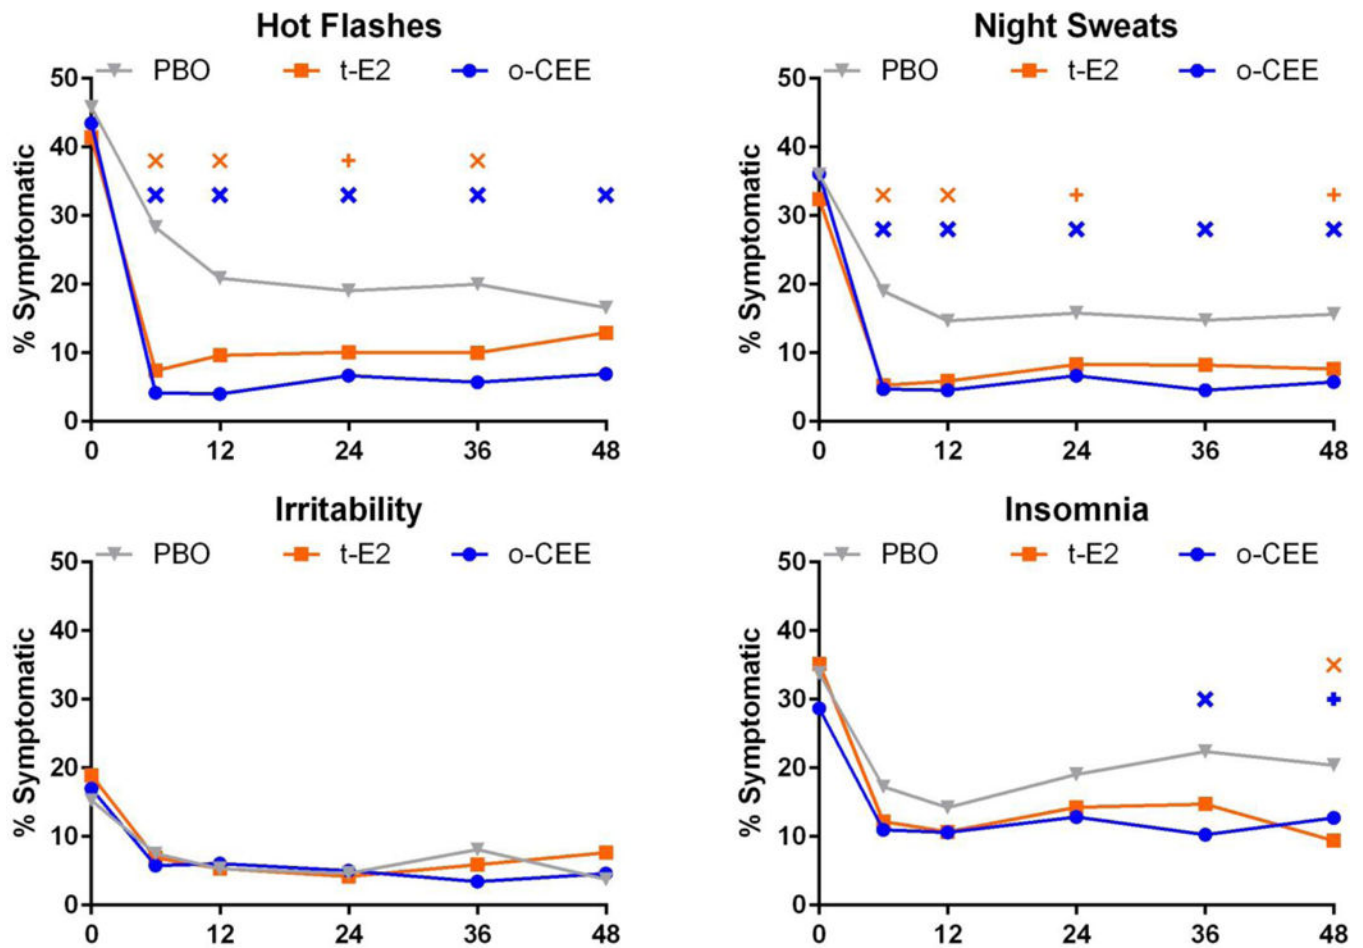 Hot Flashes
Night Sweats
PBO t-E2 o-CEE
PBO t-E2 o-CEE
% Symptomatic
50
40
30
20
10
0
0 12 24 36 48
% Symptomatic
50
40
30
20
10
0
0 12 24 36 48
Irritability
Insomnia
PBO t-E2 o-CEE
PBO t-E2 o-CEE
% Symptomatic
50
40
30
20
10
0
0 12 24 36 48
% Symptomatic
50
40
30
20
10
0
0 12 24 36 48